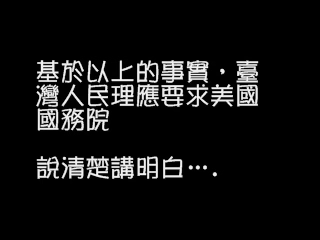 基於以上的事實，臺
灣人民理應要求美國
國務院
說清楚講明白….